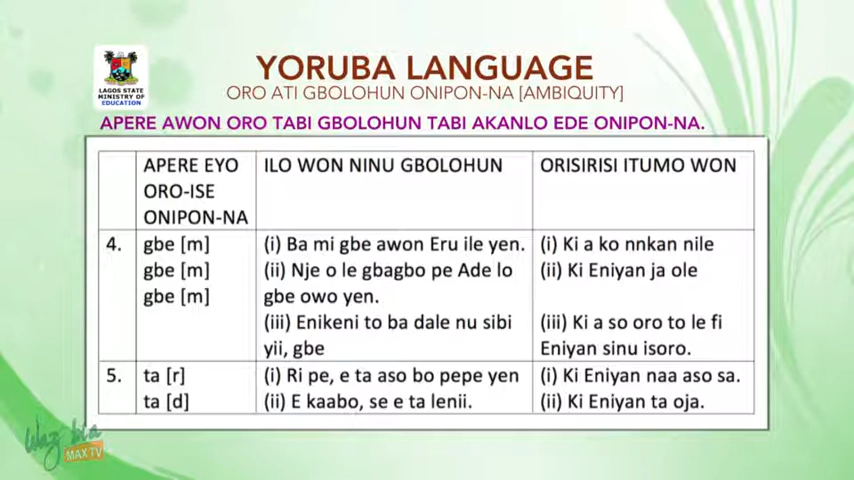 LAGOS STATE
MINISTRY OF
EDUCATION
YORUBA LANGUAGE
ORO ATI GBOLOHUN ONIPON-NA [AMBIQUITY]
APERE AWON ORO TABI GBOLOHUN TABI AKANLO EDE ONIPON-NA.
APERE EYO ORO-ISE ONIPON-NA
ILO WON NINU GBOLOHUN
ORISIRISI ITUMO WON
4.
gbe [m]
gbe [m]
gbe [m]
(i) Ba mi gbe awon Eru ile yen.
(ii) Nje o le gbagbo pe Ade lo
gbe owo yen.
(iii) Enikeni to ba dale nu sibi
yii, gbe
(i) Ki a ko nnkan nile
(ii) Ki Eniyan ja ole
(iii) Ki a so oro to le fi
Eniyan sinu isoro.
5.
ta [r]
ta [d]
(i) Ri pe, e ta aso bo pepe yen
(ii) E kaabo, se e ta lenii.
(i) Ki Eniyan naa aso sa.
(ii) Ki Eniyan ta oja.
MAX TV